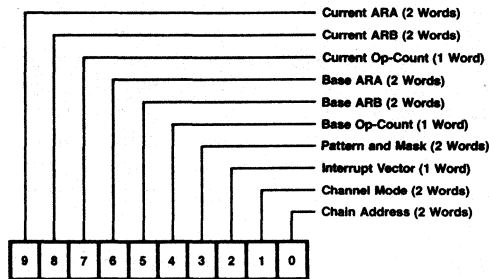 Current ARA (2 Words)
Current ARB (2 Words)
Current Op-Count (1 Word)
Base ARA (2 Words)
Base ARB (2 Words)
Base Op-Count (1 Word)
Pattern and Mask (2 Words)
Interrupt Vector (1 Word)
Channel Mode (2 Words)
Chain Address (2 Words)
9 8 7 6 5 4 3 2 1 0